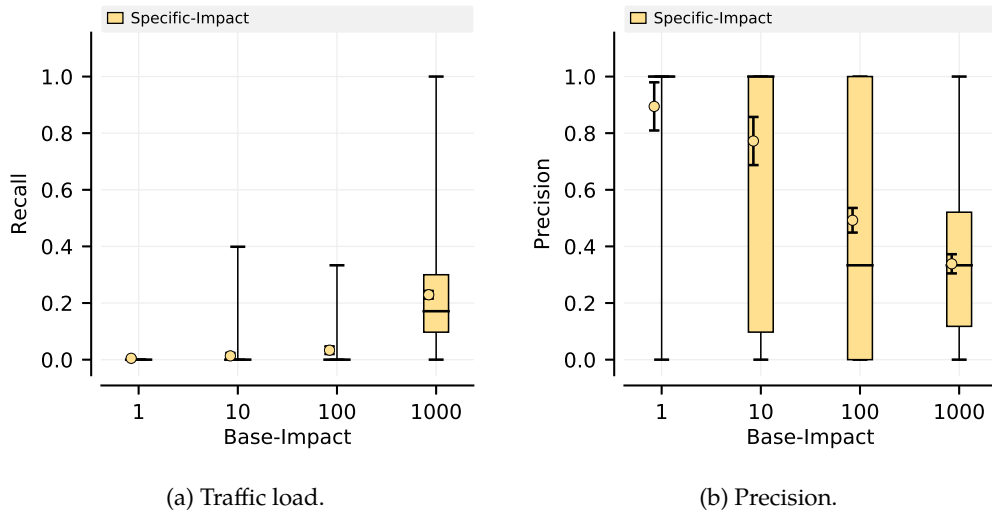 Specific-Impact
Recall
1.0
0.8
0.6
0.4
0.2
0.0
1 10 100 1000
Base-Impact
(a) Traffic load.
Specific-Impact
Precision
1.0
0.8
0.6
0.4
0.2
0.0
1 10 100 1000
Base-Impact
(b) Precision.